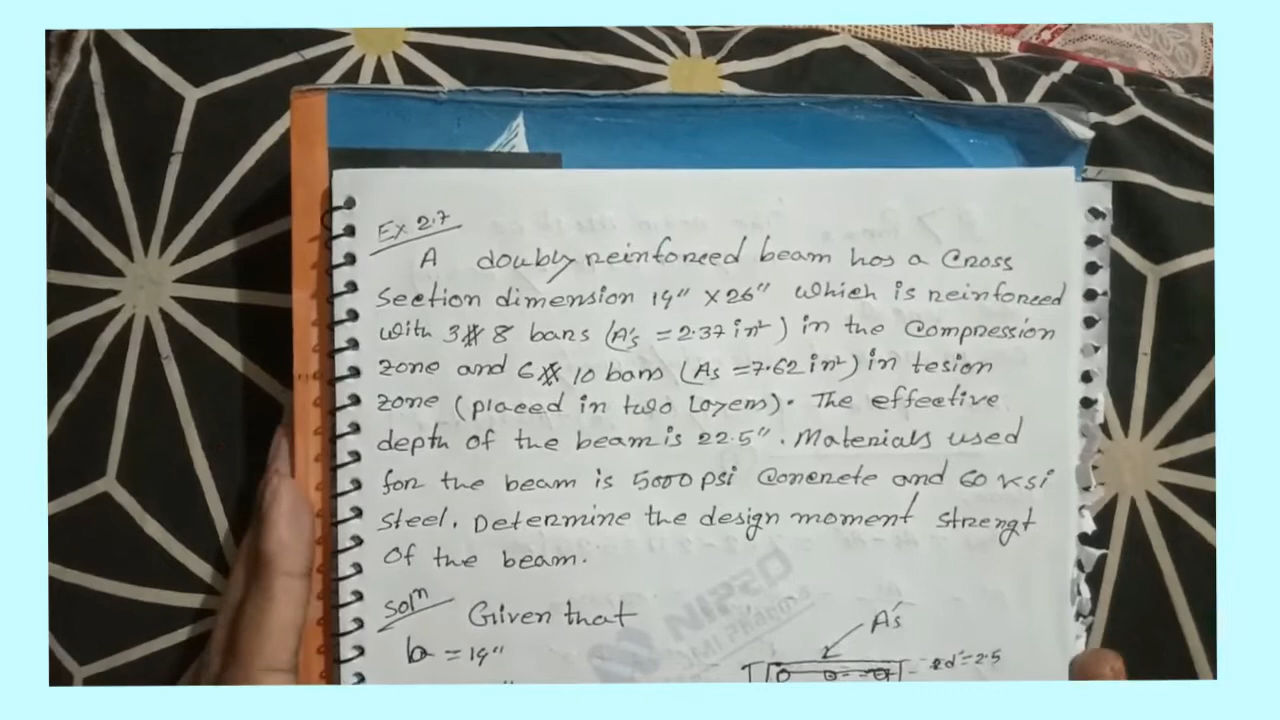 Ex 2.7
A doubly reinforced beam has a Cross
Section dimension 14" X 26" which is reinforced
with 3# 8 bars (A's = 2.37 in²) in the Compression
zone and 6# 10 bars (As = 7.62 in²) in tesion
zone (placed in two Layers). The effective
depth of the beam is 22.5". Materials used
for the beam is 5000 psi Concrete and 60 ksi
Steel. Determine the design moment strengt
Of the beam.
Solⁿ Given that
b = 14"
A's
d' = 2.5